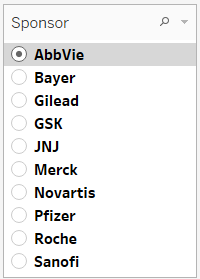 Sponsor
AbbVie
Bayer
Gilead
GSK
JNJ
Merck
Novartis
Pfizer
Roche
Sanofi